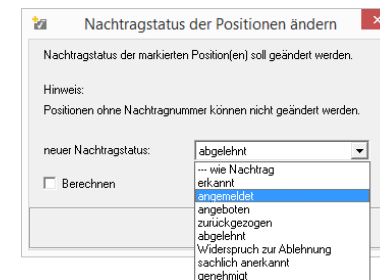 Nachtragstatus der Positionen ändern
Nachtragstatus der markierten Position(en) soll geändert werden.
Hinweis:
Positionen ohne Nachtragnummer können nicht geändert werden.
neuer Nachtragstatus: abgelehnt
--- wie Nachtrag
erkannt
angemeldet
angeboten
zurückgezogen
abgelehnt
Widerspruch zur Ablehnung
sachlich anerkannt
genehmigt
Berechnen